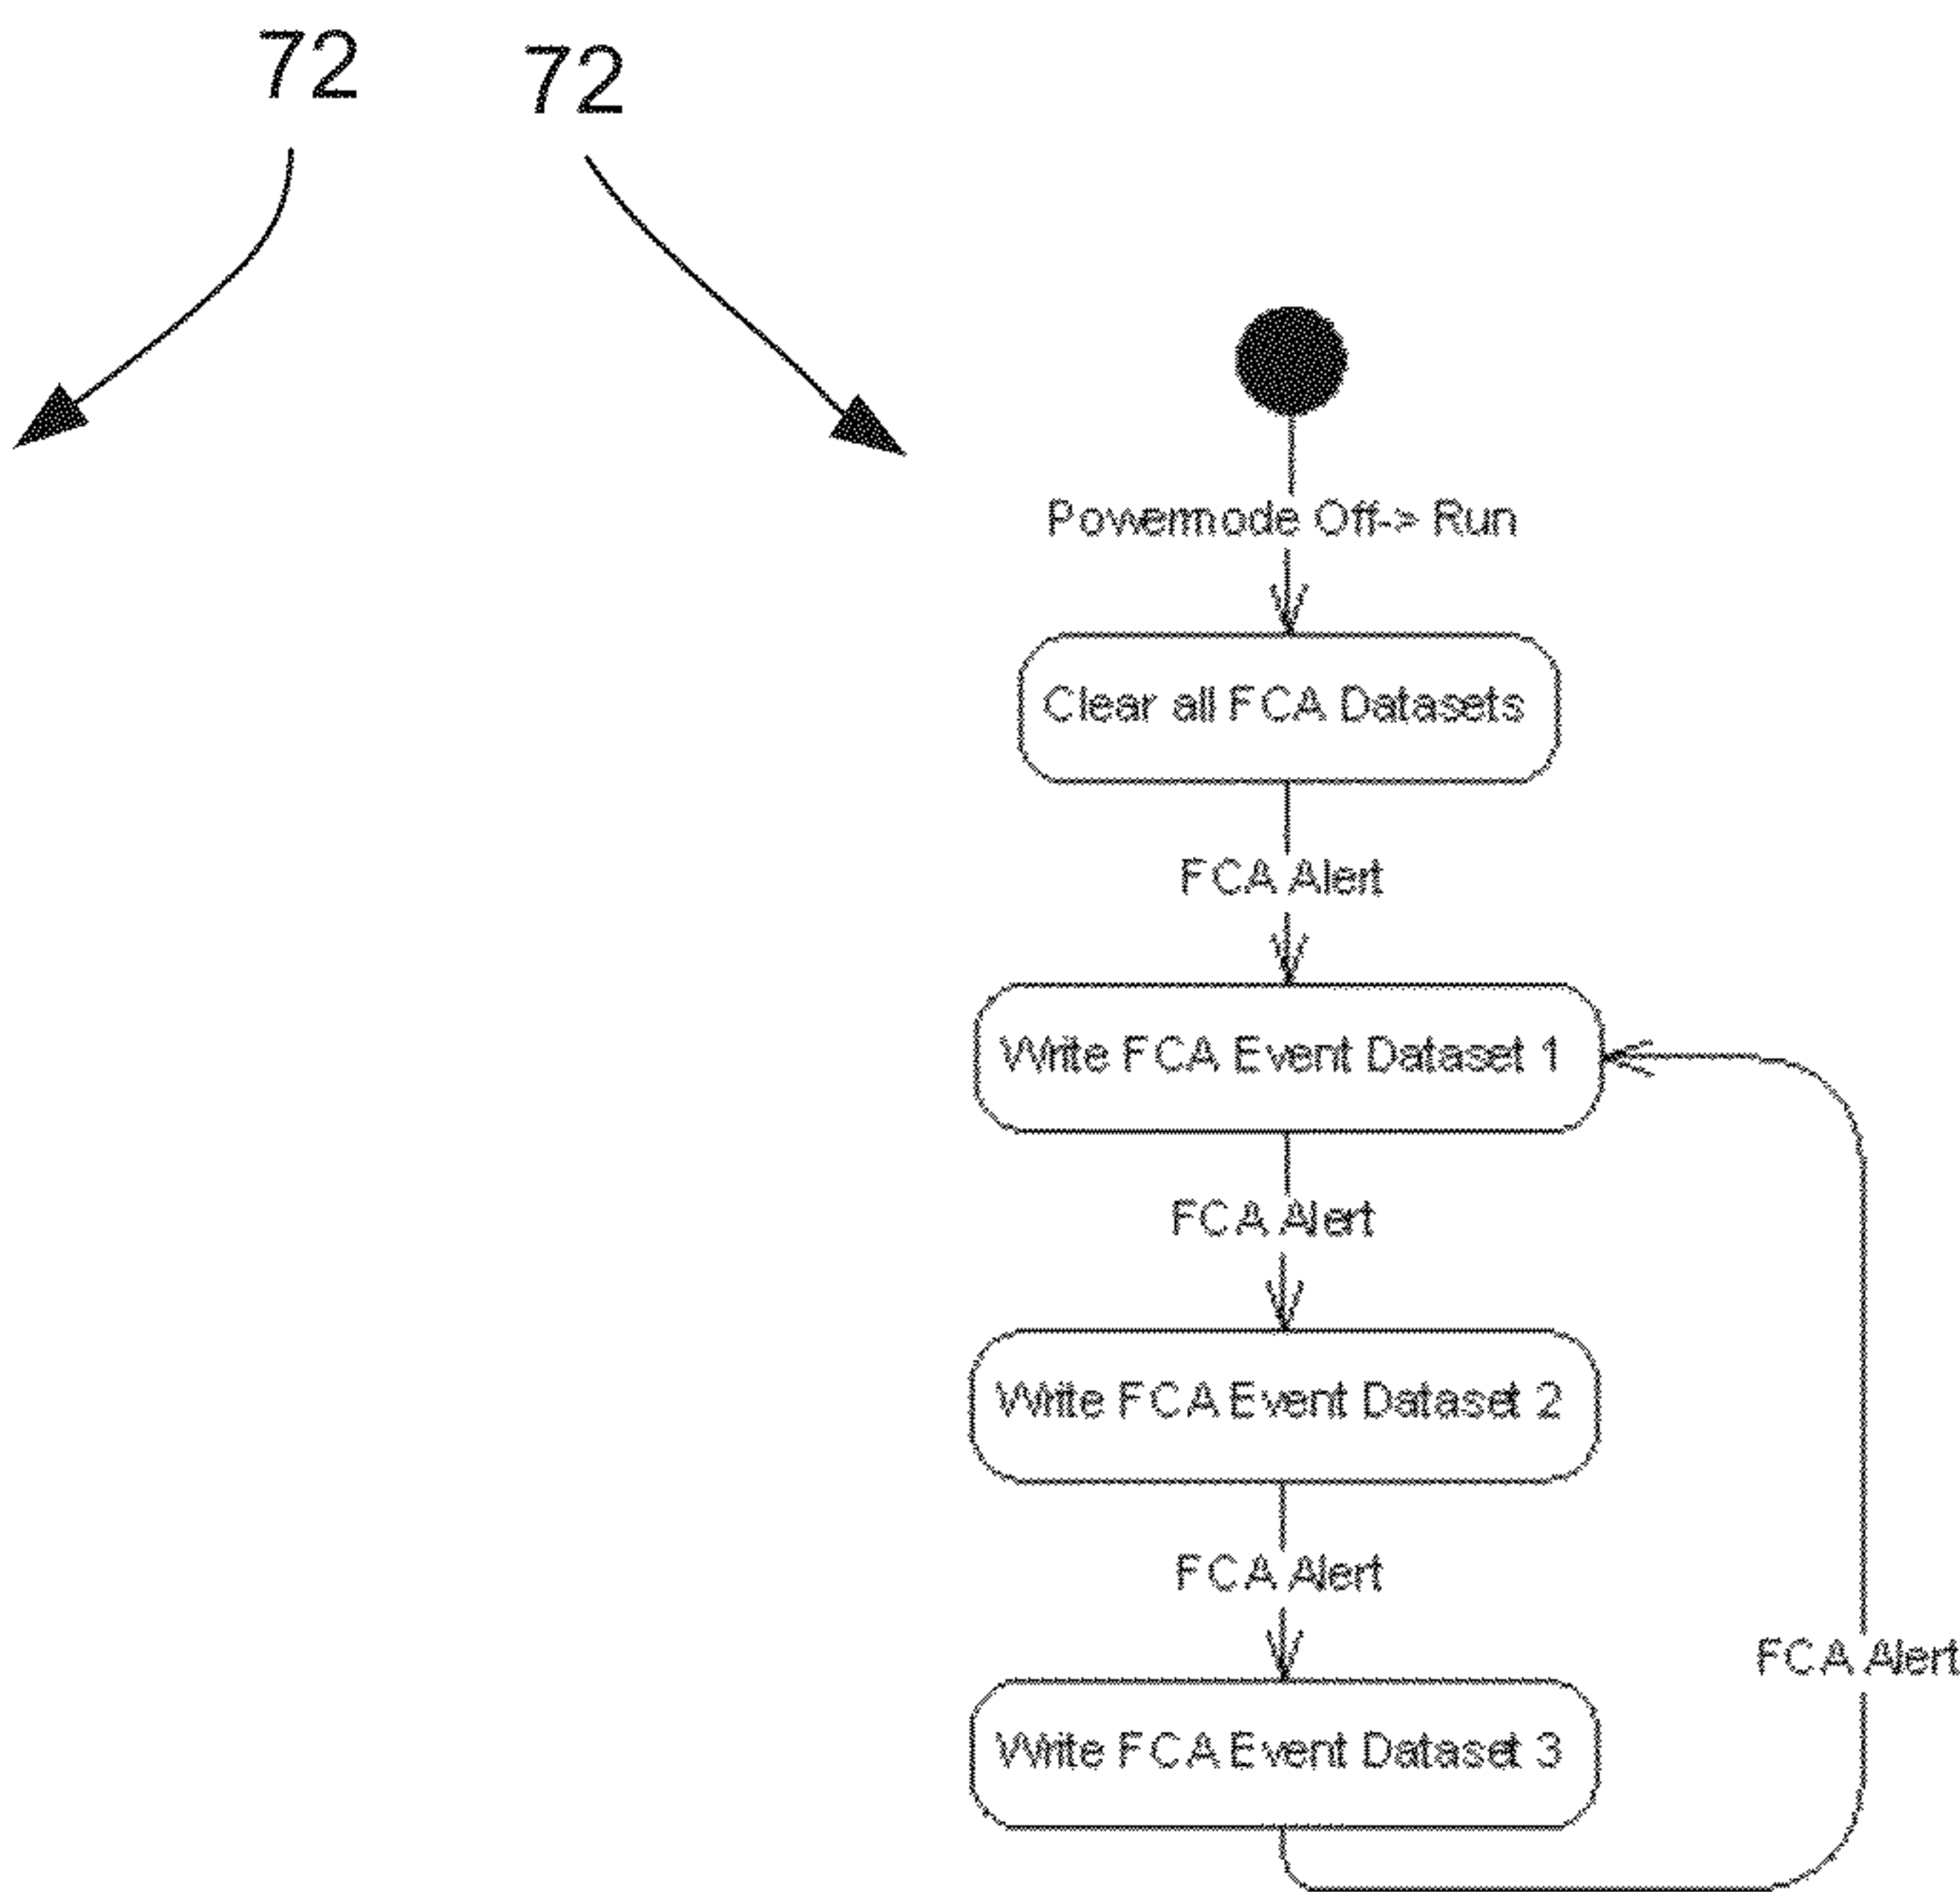 72
72
Powermode Off-> Run
Clear all FCA Datasets
FCA Alert
Write FCA Event Dataset 1
FCA Alert
Write FCA Event Dataset 2
FCA Alert
FCA Alert
Write FCA Event Dataset 3